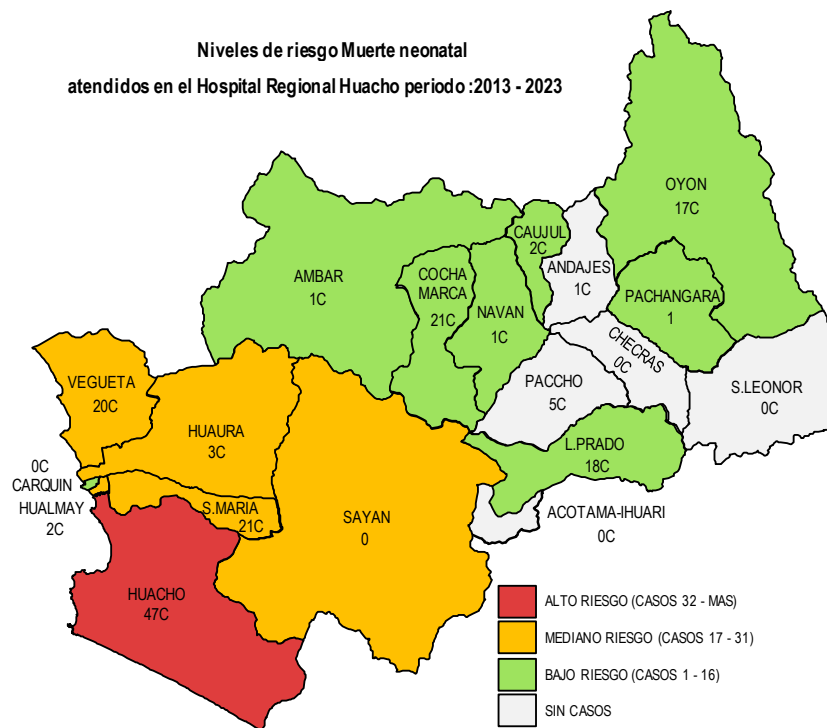 Niveles de riesgo Muerte neonatal
atendidos en el Hospital Regional Huacho periodo :2013 - 2023
OYON
17C
CAUJUL
2C
ANDAJES
1C
AMBAR
1C
COCHA
MARCA
21C
NAVAN
1C
PACHANGARA
1
CHECRAS
0C
VEGUETA
20C
PACCHO
5C
S.LEONOR
0C
HUAURA
3C
L.PRADO
18C
0C
CARQUIN
HUALMAY
2C
S.MARIA
21C
SAYAN
0
ACOTAMA-IHUARI
0C
HUACHO
47C
ALTO RIESGO (CASOS 32 - MAS)
MEDIANO RIESGO (CASOS 17 - 31)
BAJO RIESGO (CASOS 1 - 16)
SIN CASOS